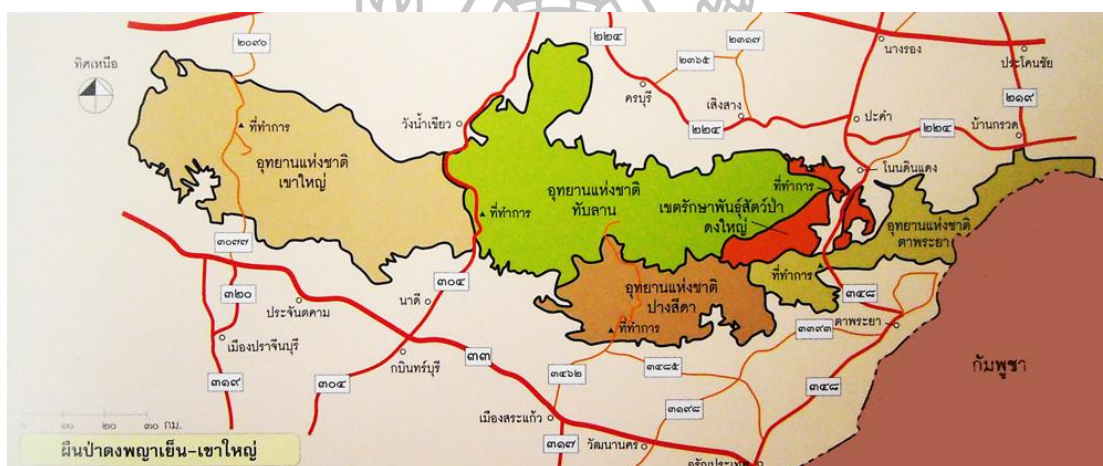 ๒๐๙๐
ทิศเหนือ
ที่ทำการ
อุทยานแห่งชาติ
เขาใหญ่
วังน้ำเขียว
๒๒๔
๒๓๑๗
๒๓๖๕
ครบุรี
เสิงสาง
๒๒๔
นางรอง
ประโคนชัย
๒๑๙
ปะคำ
๒๒๔
บ้านกรวด
โนนดินแดง
อุทยานแห่งชาติ
ทับลาน
ที่ทำการ
ที่ทำการ
เขตรักษาพันธุ์สัตว์ป่า
ดงใหญ่
อุทยานแห่งชาติ
ตาพระยา
ที่ทำการ
๓๐๗๗
๓๒๐
ประจันตคาม
เมืองปราจีนบุรี
๓๑๙
นาดี
๓๐๔
กบินทร์บุรี
๓๐๔
๓๓
อุทยานแห่งชาติ
ปางสีดา
ที่ทำการ
๓๔๖๒
๓๔๘๕
๓๓๙๓
๓๔๘
ตาพระยา
๓๔๘
๓๑๙๘
เมืองสระแก้ว
๓๑๗
วัฒนานคร
อรัญประเทศ
กัมพูชา
๑๐ ๒๐ ๓๐ กม.
ผืนป่าดงพญาเย็น-เขาใหญ่